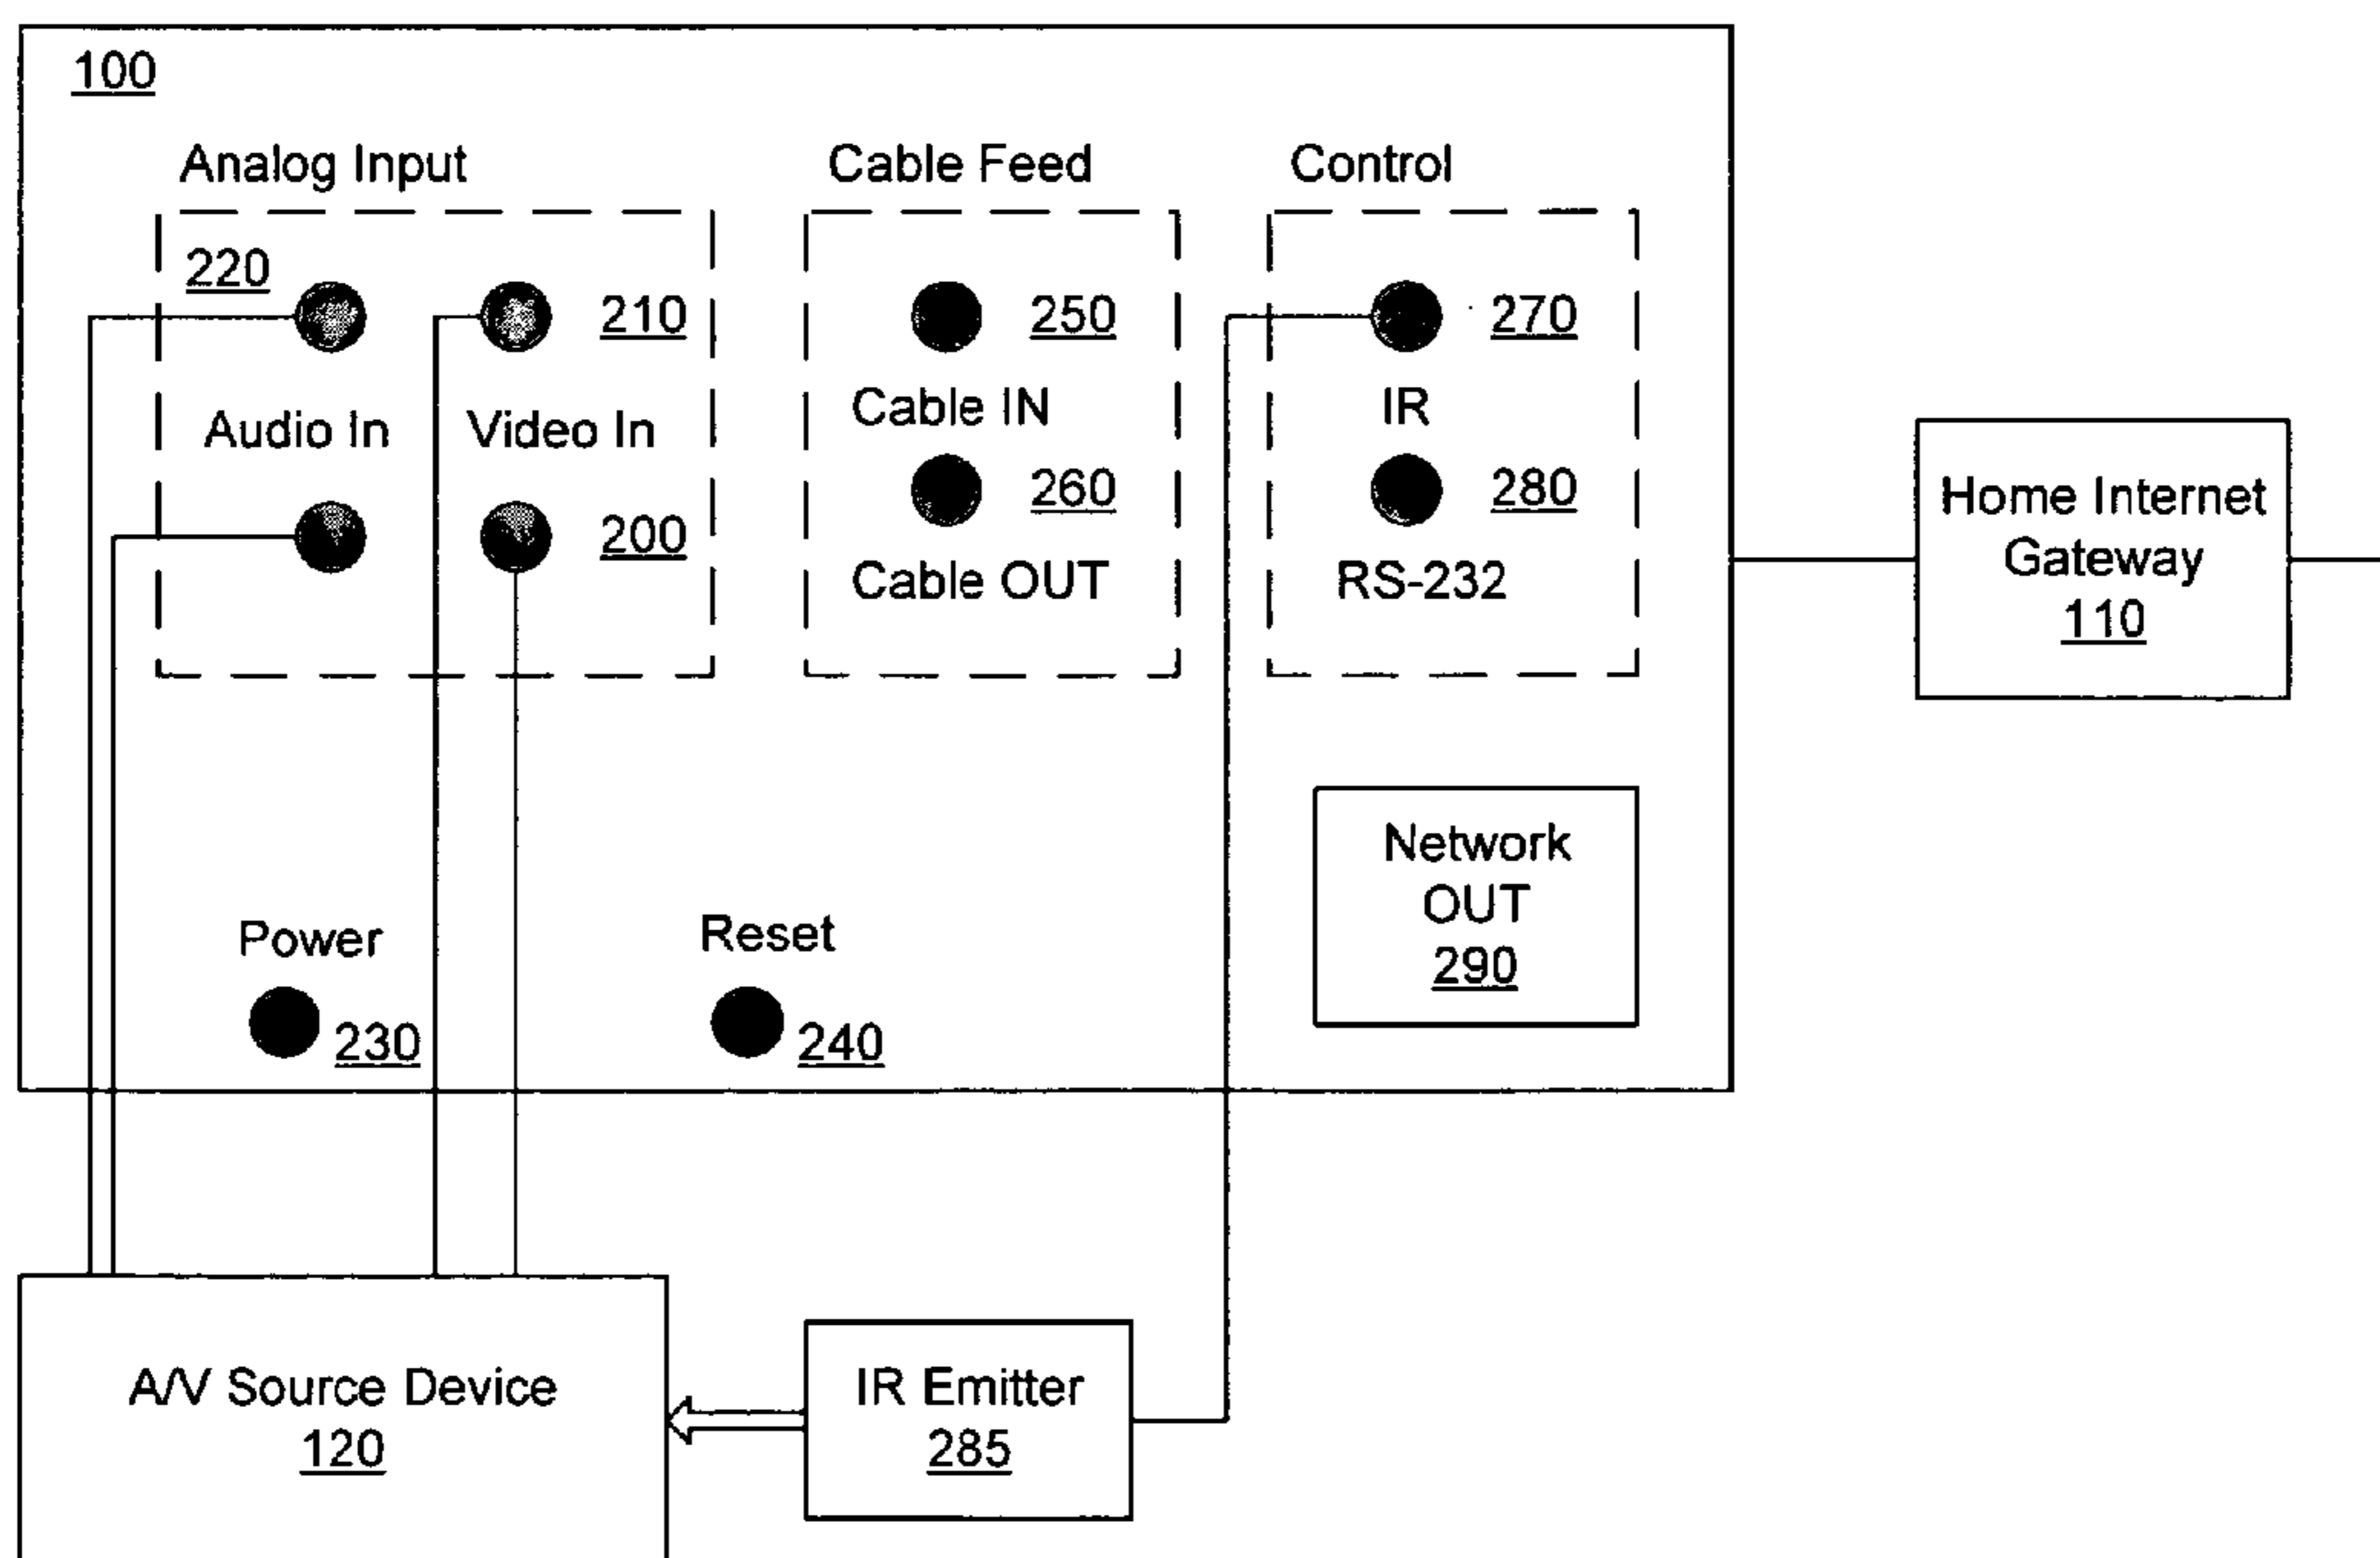 100
Analog Input
Cable Feed
Control
220
210
250
270
Audio In
Video In
Cable IN
IR
200
260
280
Cable OUT
RS-232
Home Internet
Gateway
110
Network
OUT
290
Power
230
Reset
240
A/V Source Device
120
IR Emitter
285